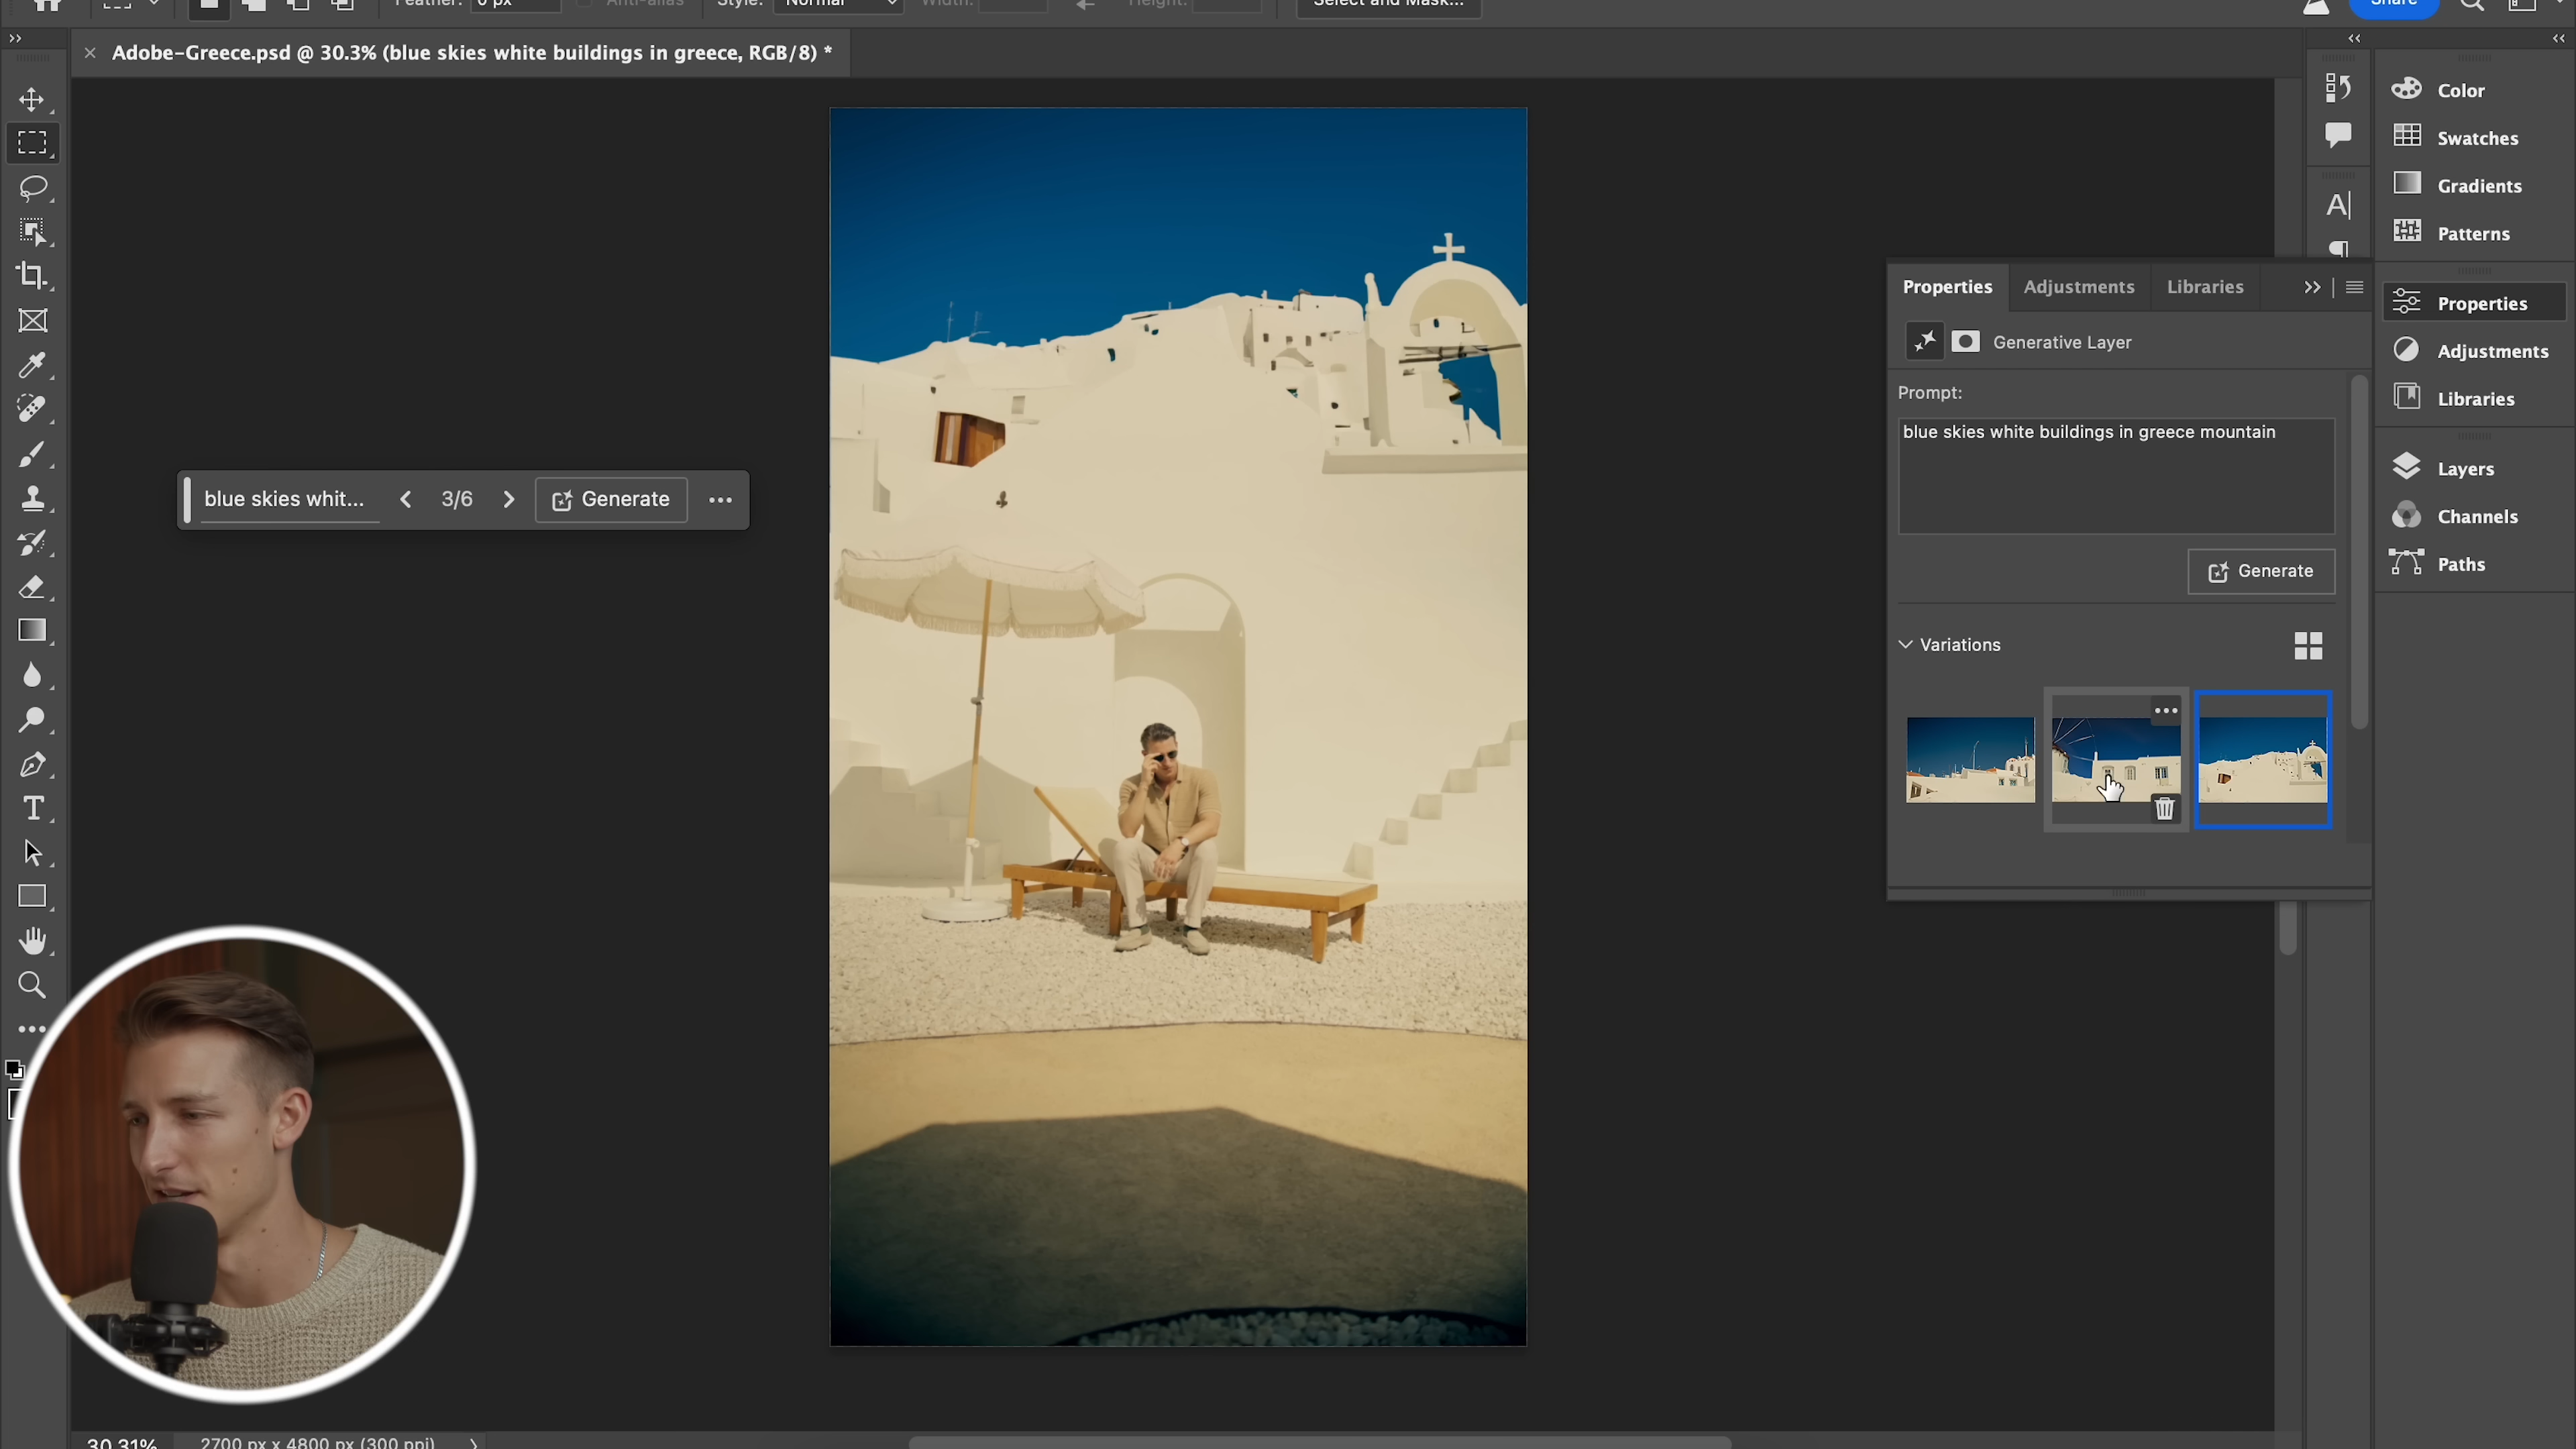 Feather: 0 px Anti-alias Style: Normal Width: Height: Select and Mask... Share
Adobe-Greece.psd @ 30.3% (blue skies white buildings in greece, RGB/8) *
Color
Swatches
Gradients
Patterns
Properties Adjustments Libraries
Properties
Generative Layer
Adjustments
Prompt:
Libraries
blue skies white buildings in greece mountain
Layers
blue skies whit... 3/6 Generate
Channels
Generate
Paths
Variations
30.31% 2700 px x 4800 px (300 ppi)